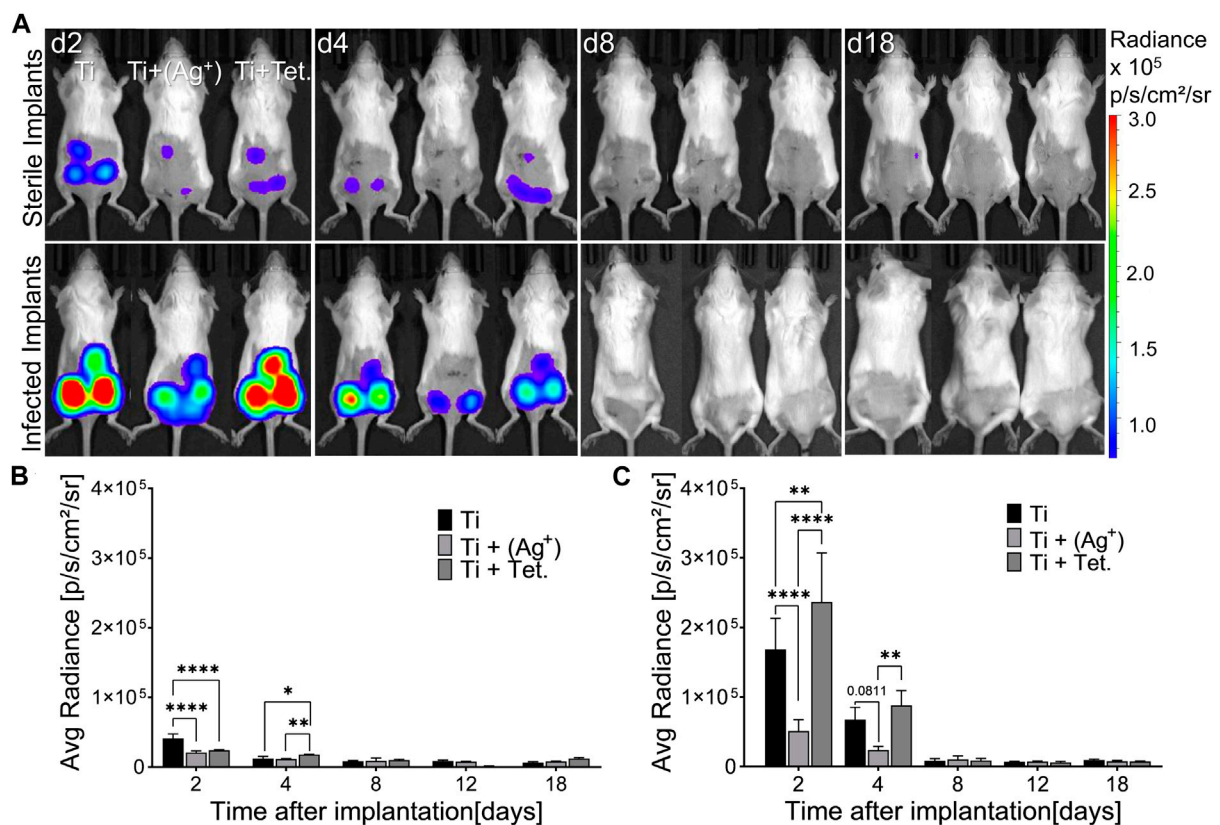 A
d2
d4
d8
d18
Ti
Ti+(Ag⁺)
Ti+Tet.
Sterile Implants
Infected Implants
Radiance
x 10⁵
p/s/cm²/sr
3.0
2.5
2.0
1.0
B
Avg Radiance [p/s/cm²/sr]
4×10⁵
3×10⁵
2×10⁵
1×10⁵
0
Ti
Ti + (Ag⁺)
Ti + Tet.
****
****
*
**
2
4
8
12
18
Time after implantation[days]
C
Avg Radiance [p/s/cm²/sr]
4×10⁵
3×10⁵
2×10⁵
1×10⁵
0
Ti
Ti + (Ag⁺)
Ti + Tet.
**
****
****
**
0.0811
2
4
8
12
18
Time after implantation[days]